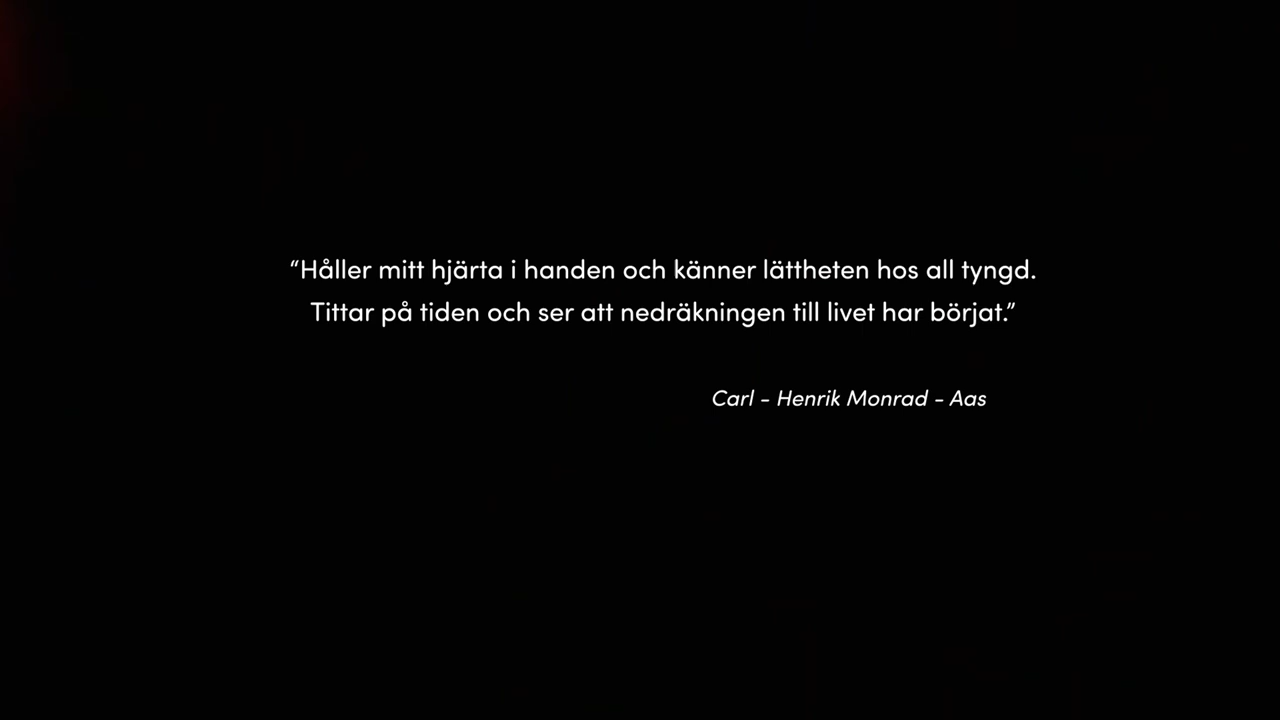 “Håller mitt hjärta i handen och känner lättheten hos all tyngd.
Tittar på tiden och ser att nedräkningen till livet har börjat.”
Carl - Henrik Monrad - Aas